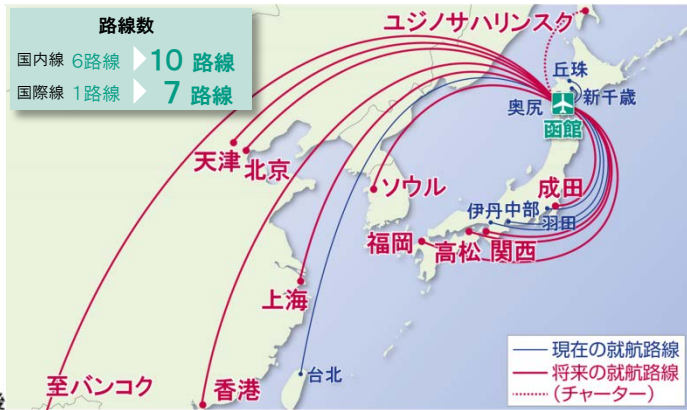 路線数
国内線 6路線 10 路線
国際線 1路線 7 路線
ユジノサハリンスク
丘珠
新千歳
奥尻
函館
天津
北京
ソウル
成田
伊丹
中部
羽田
福岡
高松
関西
上海
台北
至バンコク
香港
現在の就航路線
将来の就航路線
(チャーター)